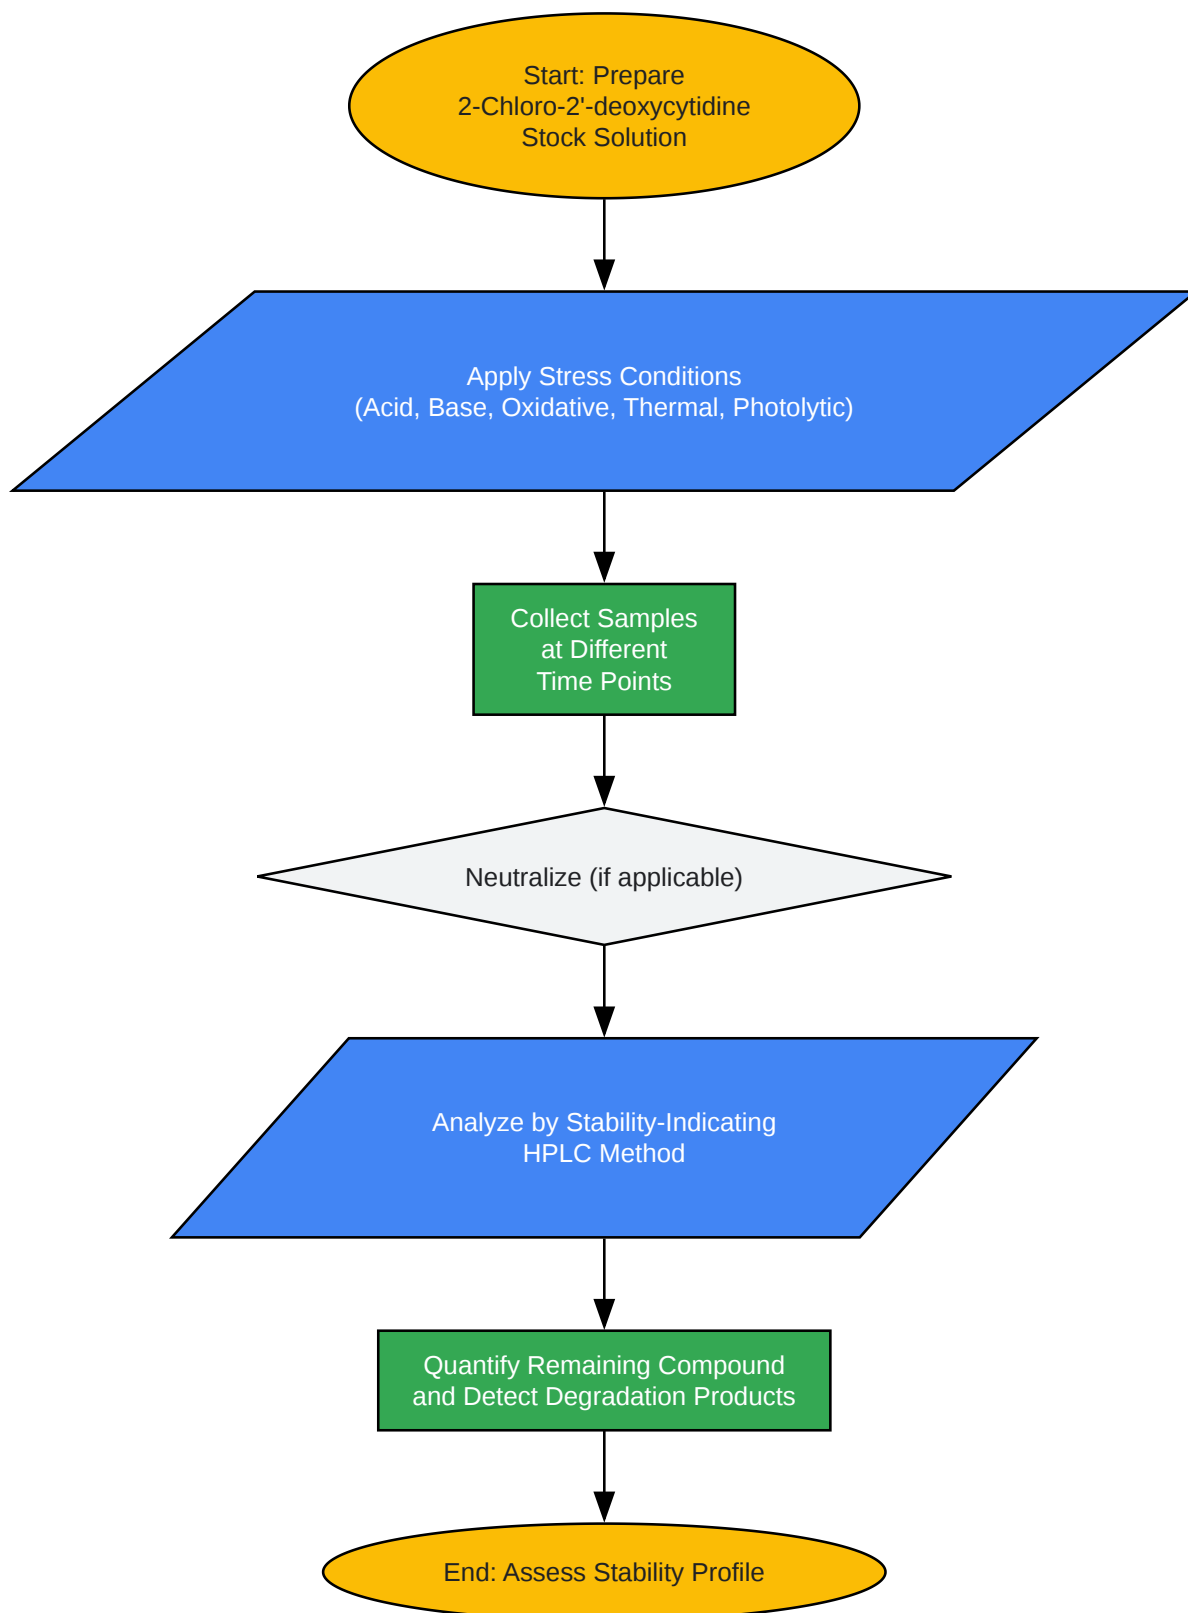 Start: Prepare
2-Chloro-2'-deoxycytidine
Stock Solution
Apply Stress Conditions
(Acid, Base, Oxidative, Thermal, Photolytic)
Collect Samples
at Different
Time Points
Neutralize (if applicable)
Analyze by Stability-Indicating
HPLC Method
Quantify Remaining Compound
and Detect Degradation Products
End: Assess Stability Profile